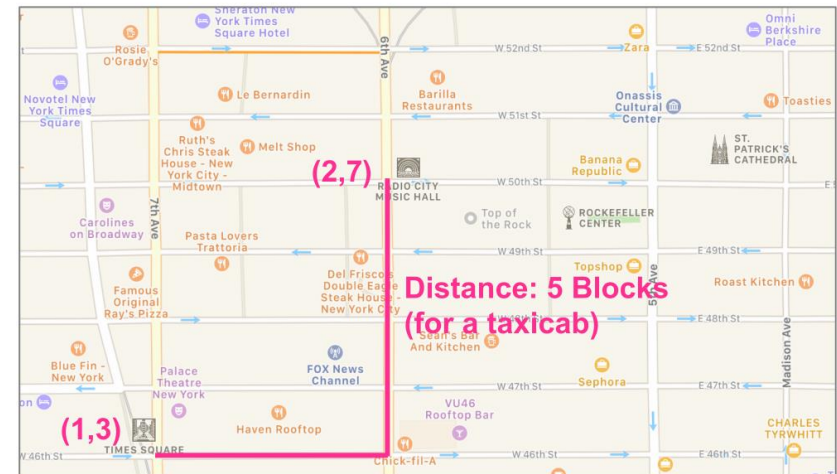 Sheraton New
York Times
Square Hotel
Omni
Berkshire
Place
Rosie
O'Grady's
6th Ave
W 52nd St
Zara
E 52nd St
Novotel New
York Times
Square
Le Bernardin
Barilla
Restaurants
Onassis
Cultural
Center
Toasties
W 51st St
Ruth's
Chris Steak
House - New
York City -
Midtown
Melt Shop
(2,7)
RADIO CITY
MUSIC HALL
Banana
Republic
ST.
PATRICK'S
CATHEDRAL
W 50th St
7th Ave
Carolines
on Broadway
Pasta Lovers
Trattoria
Top of
the Rock
ROCKEFELLER
CENTER
W 49th St
E 49th St
Famous
Original
Ray's Pizza
Del Frisco's
Double Eagle
Steak House -
New York City
Topshop
5th Ave
Roast Kitchen
Distance: 5 Blocks
(for a taxicab)
W 48th St
E 48th St
Sean's Bar
And Kitchen
Madison Ave
Blue Fin -
New York
Palace
Theatre
New York
FOX News
Channel
Sephora
W 47th St
E 47th St
VU46
Rooftop Bar
(1,3)
TIMES SQUARE
Haven Rooftop
CHARLES
TYRWHITT
W 46th St
Chick-fil-A
W 46th St
E 46th St